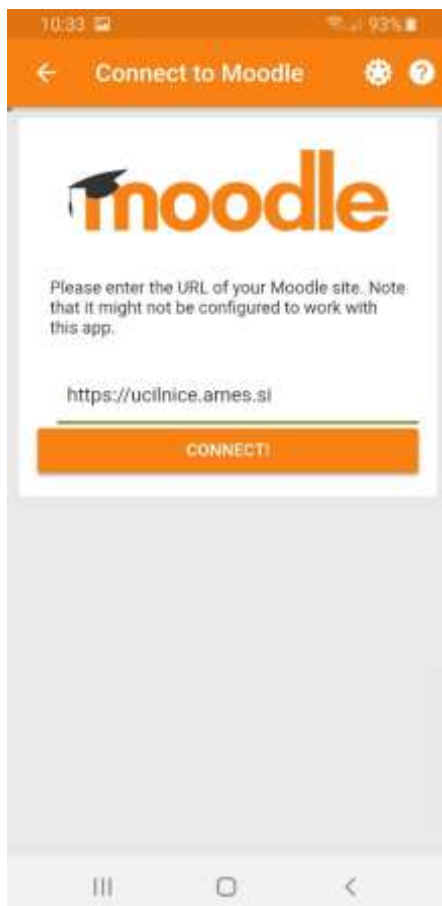 10:33 93%
Connect to Moodle
moodle
Please enter the URL of your Moodle site. Note
that it might not be configured to work with
this app.
https://ucilnice.arnes.si
CONNECT!